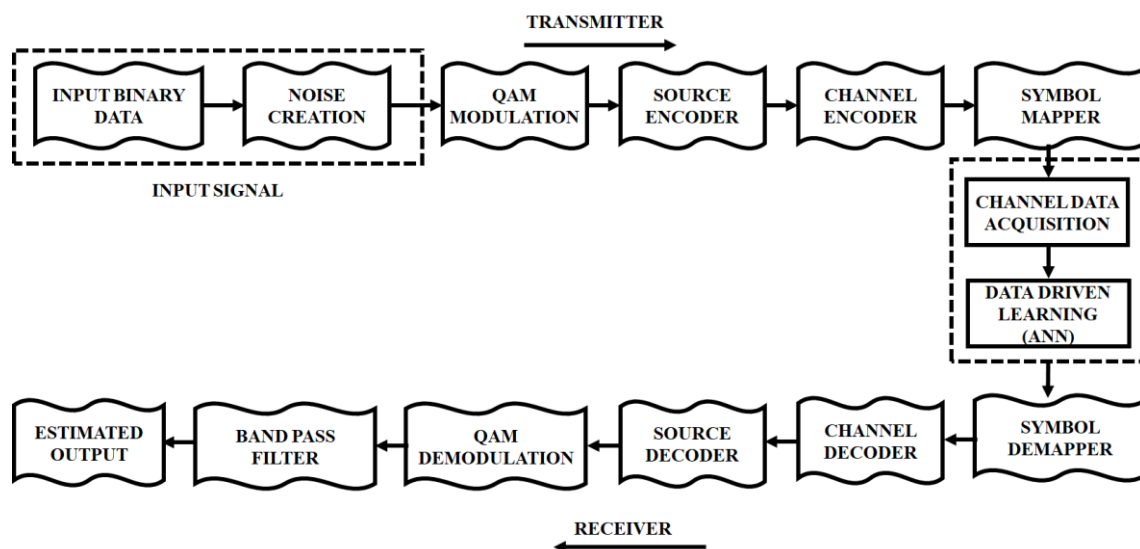 TRANSMITTER
INPUT BINARY
DATA
NOISE
CREATION
QAM
MODULATION
SOURCE
ENCODER
CHANNEL
ENCODER
SYMBOL
MAPPER
INPUT SIGNAL
CHANNEL DATA
ACQUISITION
DATA DRIVEN
LEARNING
(ANN)
ESTIMATED
OUTPUT
BAND PASS
FILTER
QAM
DEMODULATION
SOURCE
DECODER
CHANNEL
DECODER
SYMBOL
DEMAPPER
RECEIVER